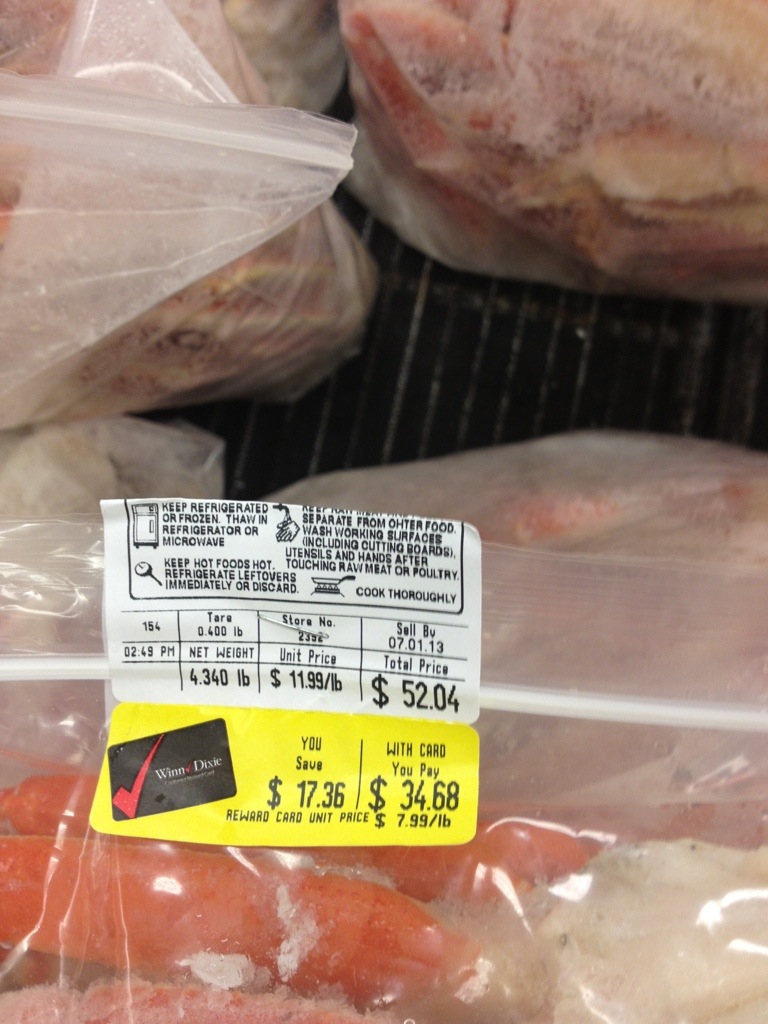 KEEP REFRIGERATED
OR FROZEN. THAW IN
REFRIGERATOR OR
MICROWAVE
KEEP RAW
SEPARATE FROM OHTER FOOD.
WASH WORKING SURFACES
(INCLUDING CUTTING BOARDS),
UTENSILS AND HANDS AFTER
TOUCHING RAW MEAT OR POULTRY.
KEEP HOT FOODS HOT.
REFRIGERATE LEFTOVERS
IMMEDIATELY OR DISCARD.
COOK THOROUGHLY
154
Tare
0.400 lb
Store No.
2392
Sell By
07.01.13
02:49 PM
NET WEIGHT
4.340 lb
Unit Price
$ 11.99/lb
Total Price
$ 52.04
Winn Dixie
YOU
Save
$ 17.36
WITH CARD
You Pay
$ 34.68
REWARD CARD UNIT PRICE $ 7.99/lb